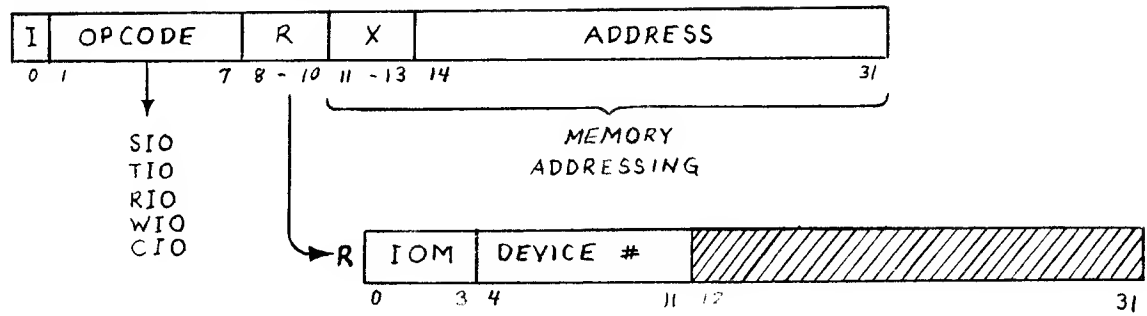 I OPCODE R X ADDRESS
0 1 7 8 - 10 11 - 13 14 31
SIO
TIO
RIO
WIO
CIO
MEMORY
ADDRESSING
R IOM DEVICE #
0 3 4 11 12 31